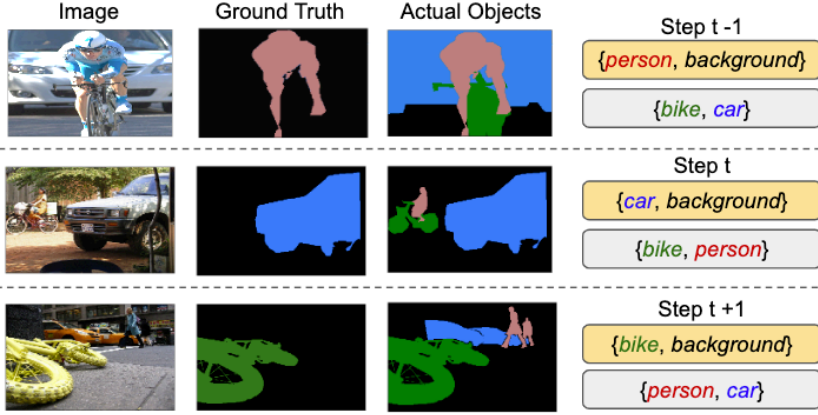 Image Ground Truth Actual Objects
Step t -1
{person, background}
{bike, car}
Step t
{car, background}
{bike, person}
Step t +1
{bike, background}
{person, car}